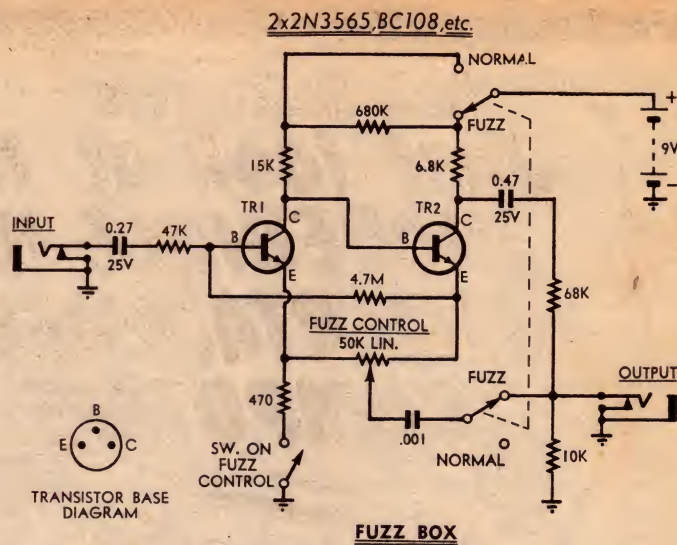 2x2N3565, BC108, etc.
NORMAL
680K
FUZZ
+
9V
–
15K
6.8K
0.47
25V
INPUT
0.27
25V
47K
TR1
C
B
E
TR2
C
B
E
4.7M
68K
FUZZ CONTROL
50K LIN.
FUZZ
OUTPUT
470
.001
NORMAL
10K
SW. ON
FUZZ
CONTROL
B
E
C
TRANSISTOR BASE
DIAGRAM
FUZZ BOX